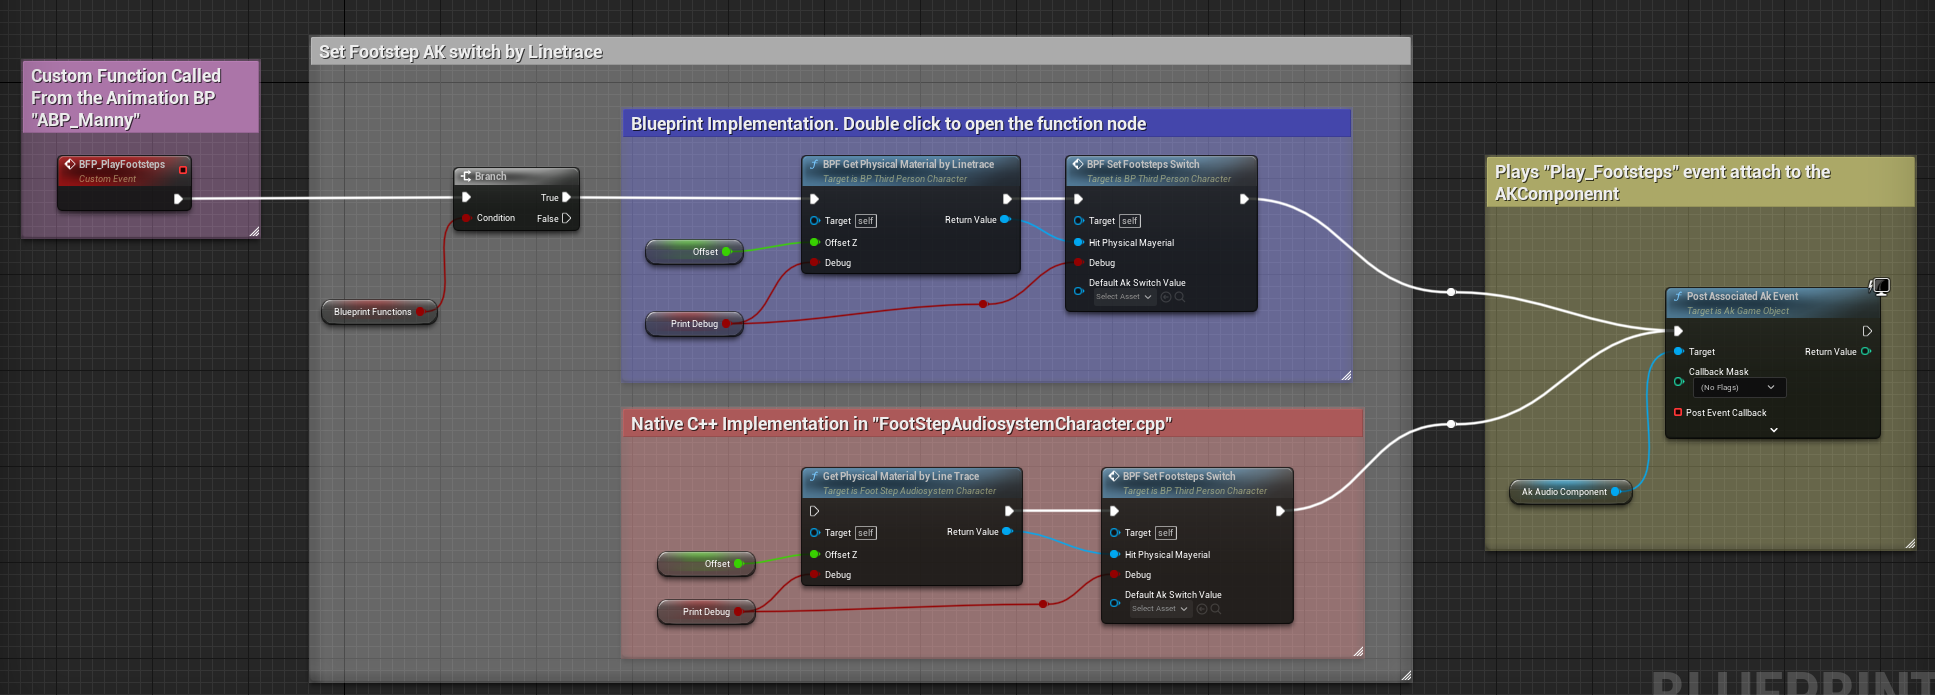 Set Footstep AK switch by Linetrace
Custom Function Called
From the Animation BP
"ABP_Manny"
BFP_PlayFootsteps
Custom Event
Branch
True
Condition
False
Blueprint Functions
Blueprint Implementation. Double click to open the function node
BPF Get Physical Material by Linetrace
Target is BP Third Person Character
Target self
Return Value
Offset Z
Debug
Offset
Print Debug
BPF Set Footsteps Switch
Target is BP Third Person Character
Target self
Hit Physical Mayerial
Debug
Default Ak Switch Value
Select Asset
Native C++ Implementation in "FootStepAudiosystemCharacter.cpp"
Get Physical Material by Line Trace
Target is Foot Step Audiosystem Character
Target self
Return Value
Offset Z
Debug
Offset
Print Debug
BPF Set Footsteps Switch
Target is BP Third Person Character
Target self
Hit Physical Mayerial
Debug
Default Ak Switch Value
Select Asset
Plays "Play_Footsteps" event attach to the
AKComponennt
Post Associated Ak Event
Target is Ak Game Object
Target
Return Value
Callback Mask
(No Flags)
Post Event Callback
Ak Audio Component
BLUEPRINT